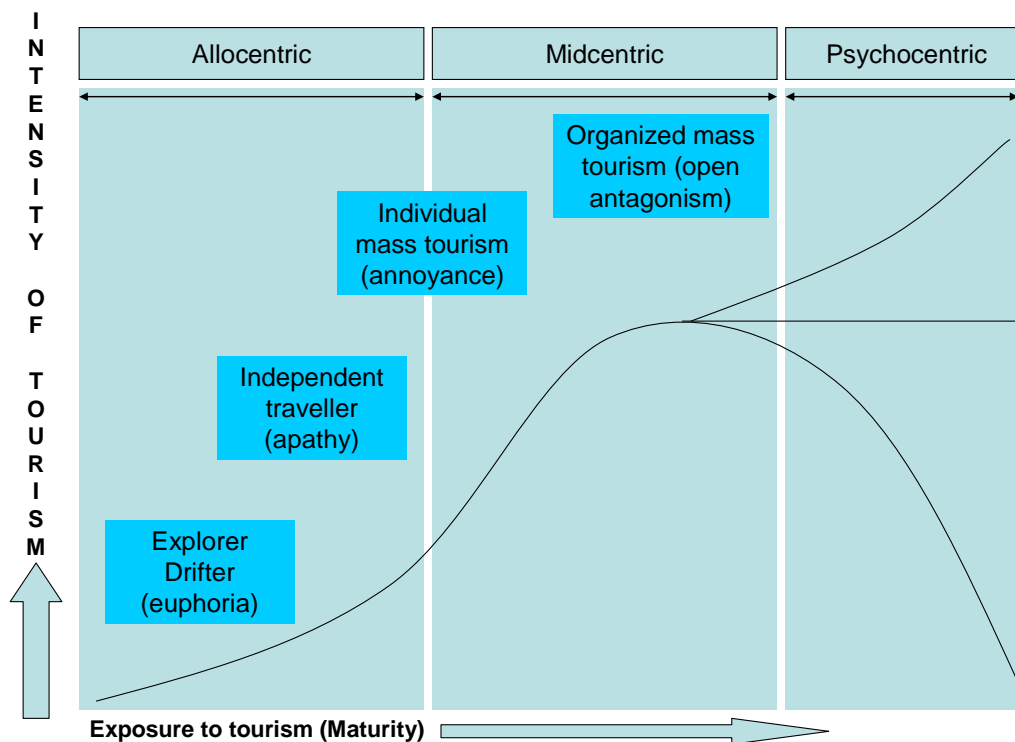 INTENSITY OF TOURISM
Allocentric
Midcentric
Psychocentric
Organized mass
tourism (open
antagonism)
Individual
mass tourism
(annoyance)
Independent
traveller
(apathy)
Explorer
Drifter
(euphoria)
Exposure to tourism (Maturity)